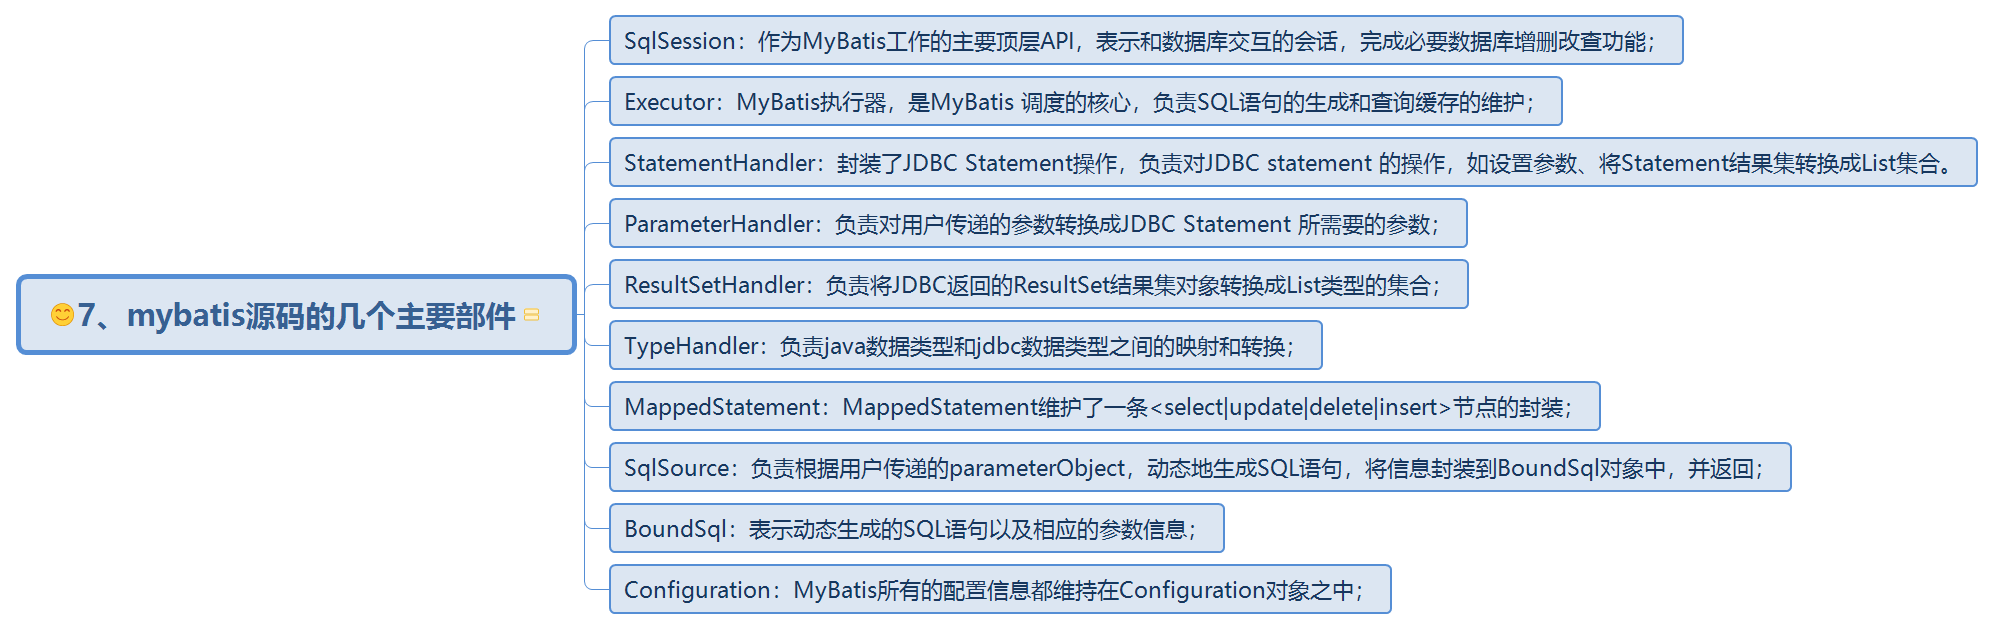 SqlSession：作为MyBatis工作的主要顶层API，表示和数据库交互的会话，完成必要数据库增删改查功能；
Executor：MyBatis执行器，是MyBatis 调度的核心，负责SQL语句的生成和查询缓存的维护；
StatementHandler：封装了JDBC Statement操作，负责对JDBC statement 的操作，如设置参数、将Statement结果集转换成List集合。
ParameterHandler：负责对用户传递的参数转换成JDBC Statement 所需要的参数；
ResultSetHandler：负责将JDBC返回的ResultSet结果集对象转换成List类型的集合；
7、mybatis源码的几个主要部件
TypeHandler：负责java数据类型和jdbc数据类型之间的映射和转换；
MappedStatement：MappedStatement维护了一条<select|update|delete|insert>节点的封装；
SqlSource：负责根据用户传递的parameterObject，动态地生成SQL语句，将信息封装到BoundSql对象中，并返回；
BoundSql：表示动态生成的SQL语句以及相应的参数信息；
Configuration：MyBatis所有的配置信息都维持在Configuration对象之中；